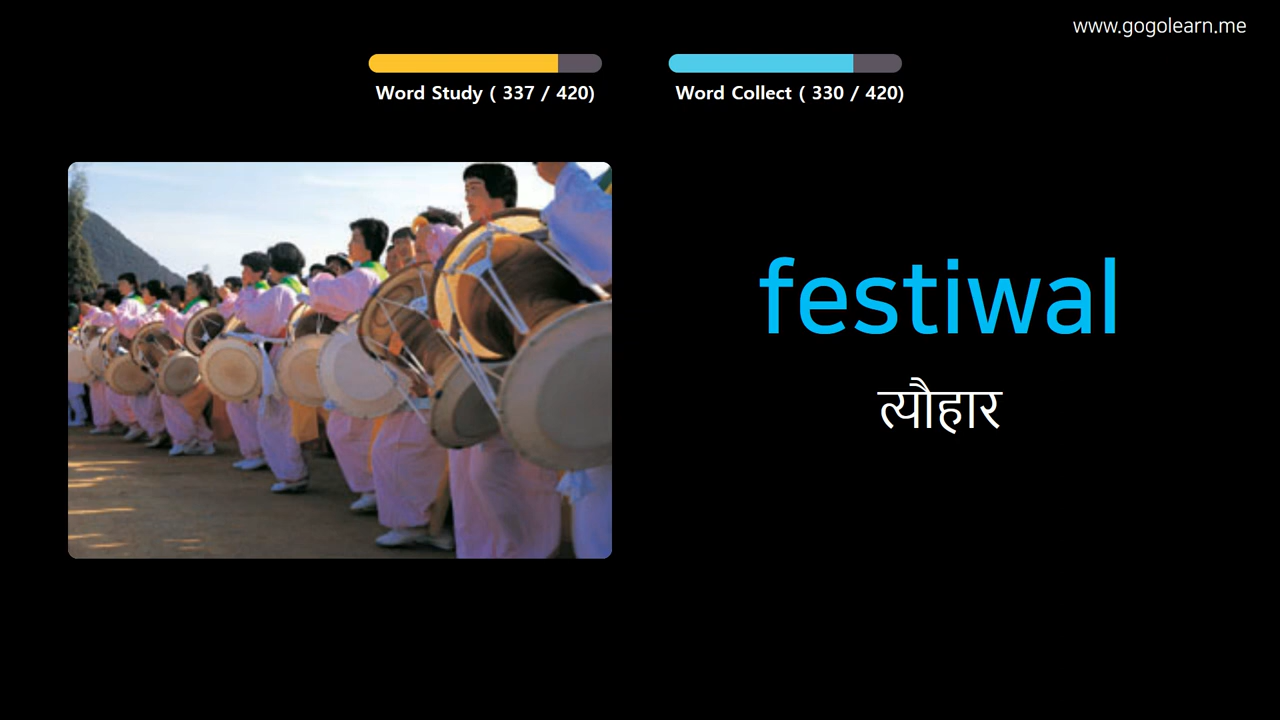 www.gogolearn.me
Word Study ( 337 / 420)
Word Collect ( 330 / 420)
festiwal
त्यौहार